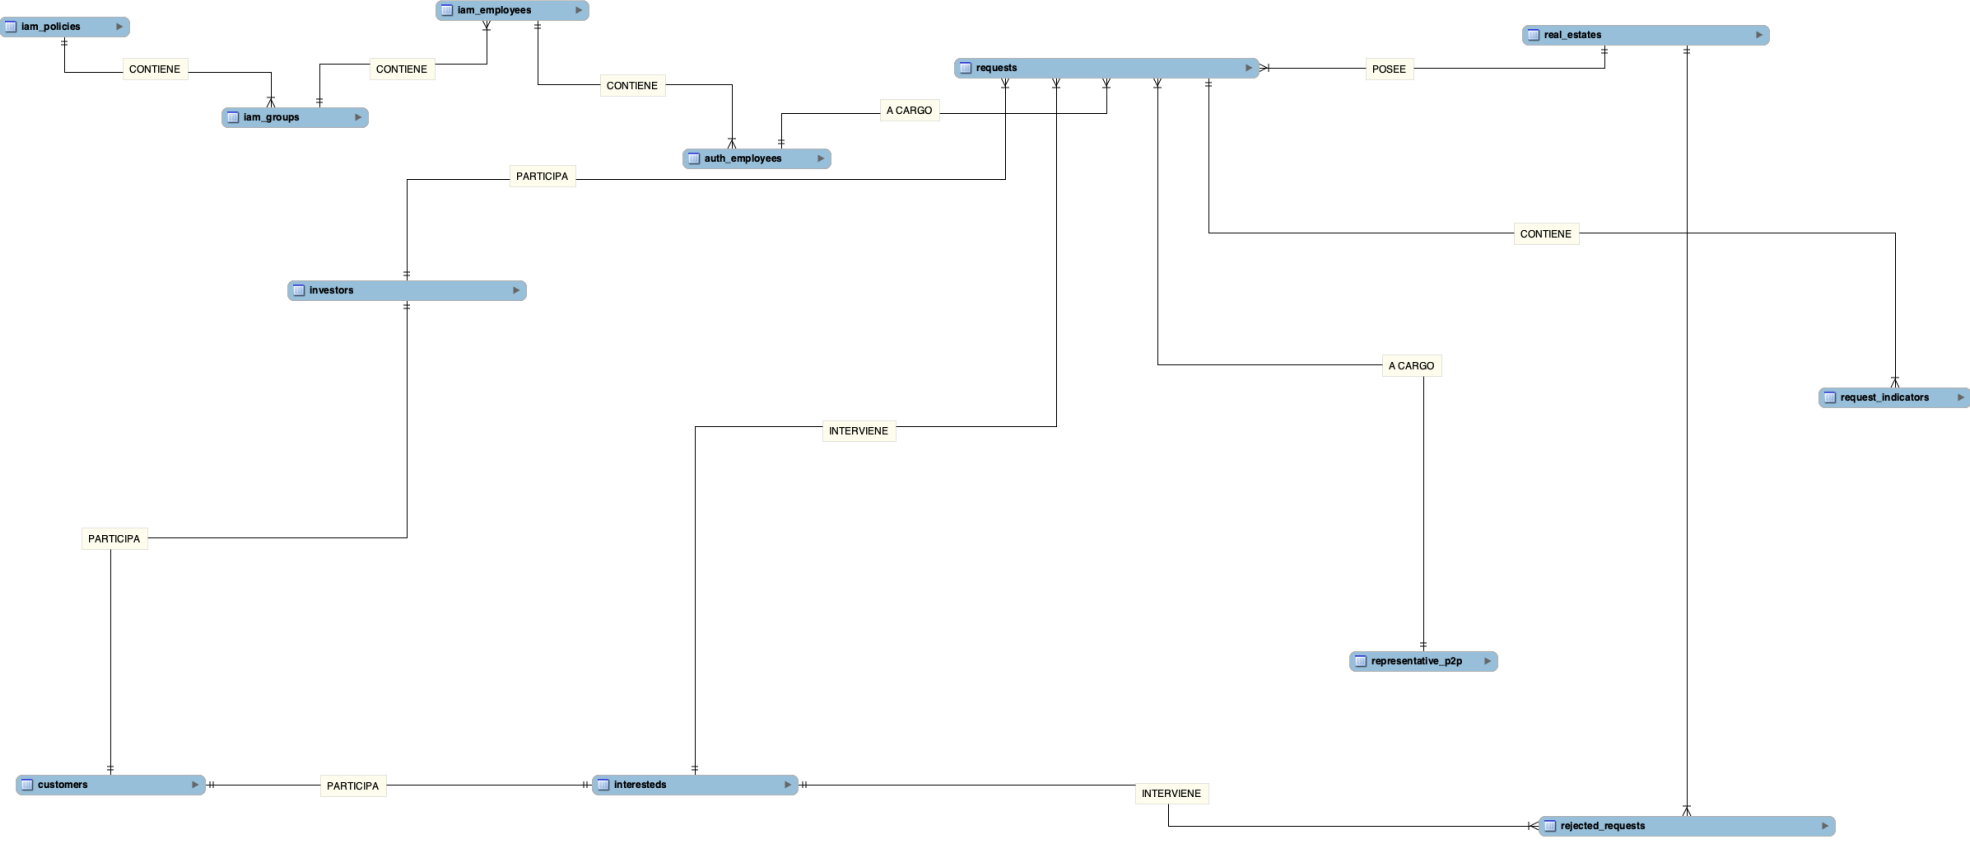 iam_employees
iam_policies
real_estates
requests
CONTIENE
CONTIENE
POSEE
CONTIENE
A CARGO
iam_groups
auth_employees
PARTICIPA
CONTIENE
investors
A CARGO
request_indicators
INTERVIENE
PARTICIPA
representative_p2p
customers
PARTICIPA
interesteds
INTERVIENE
rejected_requests